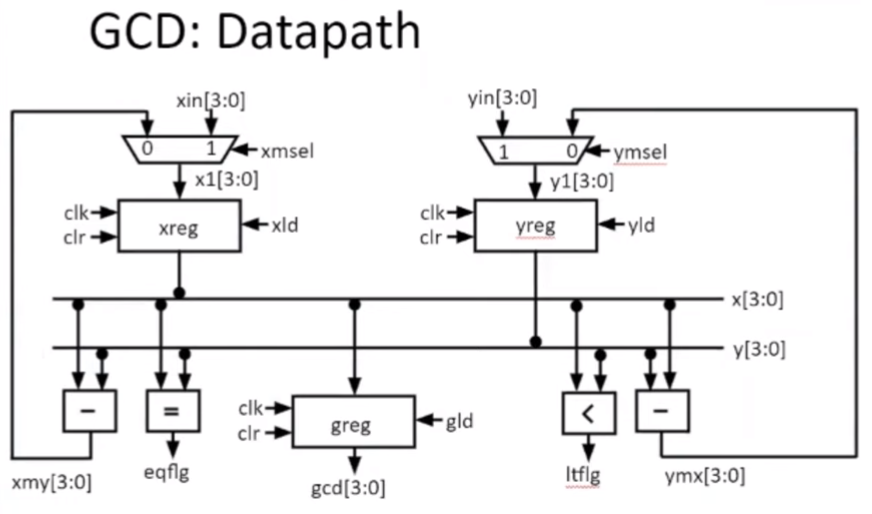 GCD: Datapath
xin[3:0]
yin[3:0]
0 1
xmsel
1 0
ymsel
x1[3:0]
y1[3:0]
clk
clr
xreg
xld
clk
clr
yreg
yld
x[3:0]
y[3:0]
-
=
clk
clr
greg
gld
<
-
xmy[3:0]
eqflg
gcd[3:0]
ltflg
ymx[3:0]